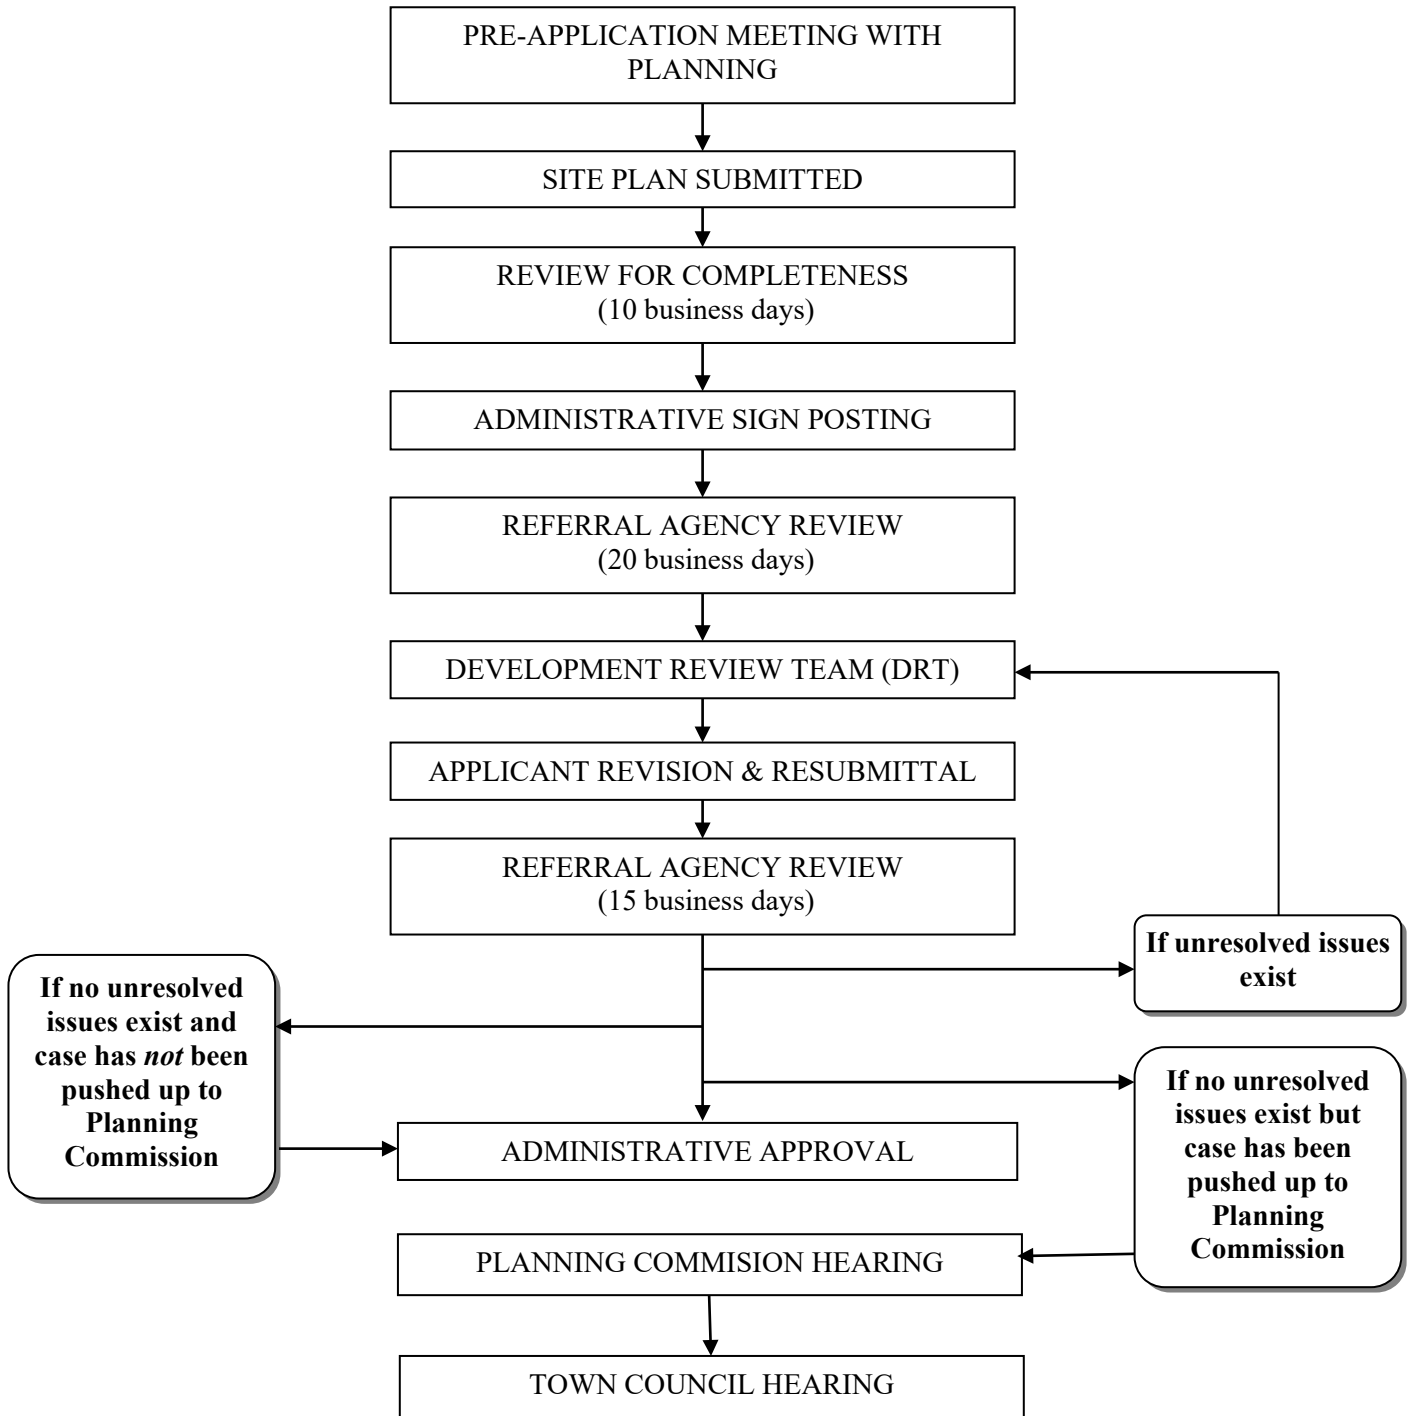 PRE-APPLICATION MEETING WITH
PLANNING
SITE PLAN SUBMITTED
REVIEW FOR COMPLETENESS
(10 business days)
ADMINISTRATIVE SIGN POSTING
REFERRAL AGENCY REVIEW
(20 business days)
DEVELOPMENT REVIEW TEAM (DRT)
APPLICANT REVISION & RESUBMITTAL
REFERRAL AGENCY REVIEW
(15 business days)
If unresolved issues
exist
If no unresolved
issues exist and
case has not been
pushed up to
Planning
Commission
If no unresolved
issues exist but
case has been
pushed up to
Planning
Commission
ADMINISTRATIVE APPROVAL
PLANNING COMMISION HEARING
TOWN COUNCIL HEARING